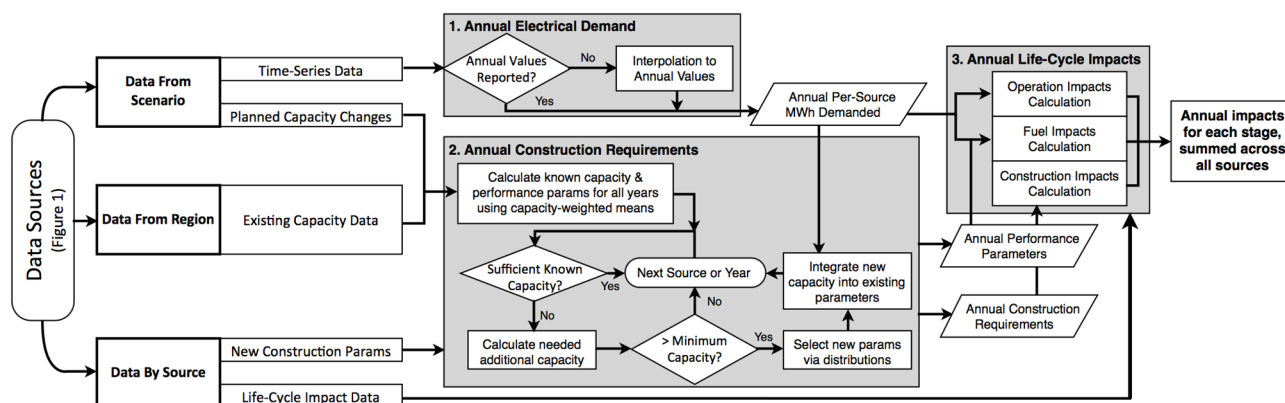 Data Sources
(Figure 1)
Data From
Scenario
Time-Series Data
Planned Capacity Changes
Data From Region
Existing Capacity Data
Data By Source
New Construction Params
Life-Cycle Impact Data
1. Annual Electrical Demand
Annual Values
Reported?
No
Yes
Interpolation to
Annual Values
Annual Per-Source
MWh Demanded
2. Annual Construction Requirements
Calculate known capacity &
performance params for all years
using capacity-weighted means
Sufficient Known
Capacity?
Yes
No
Next Source or Year
Calculate needed
additional capacity
> Minimum
Capacity?
No
Yes
Select new params
via distributions
Integrate new
capacity into existing
parameters
3. Annual Life-Cycle Impacts
Operation Impacts
Calculation
Fuel Impacts
Calculation
Construction Impacts
Calculation
Annual Performance
Parameters
Annual Construction
Requirements
Annual impacts
for each stage,
summed across
all sources